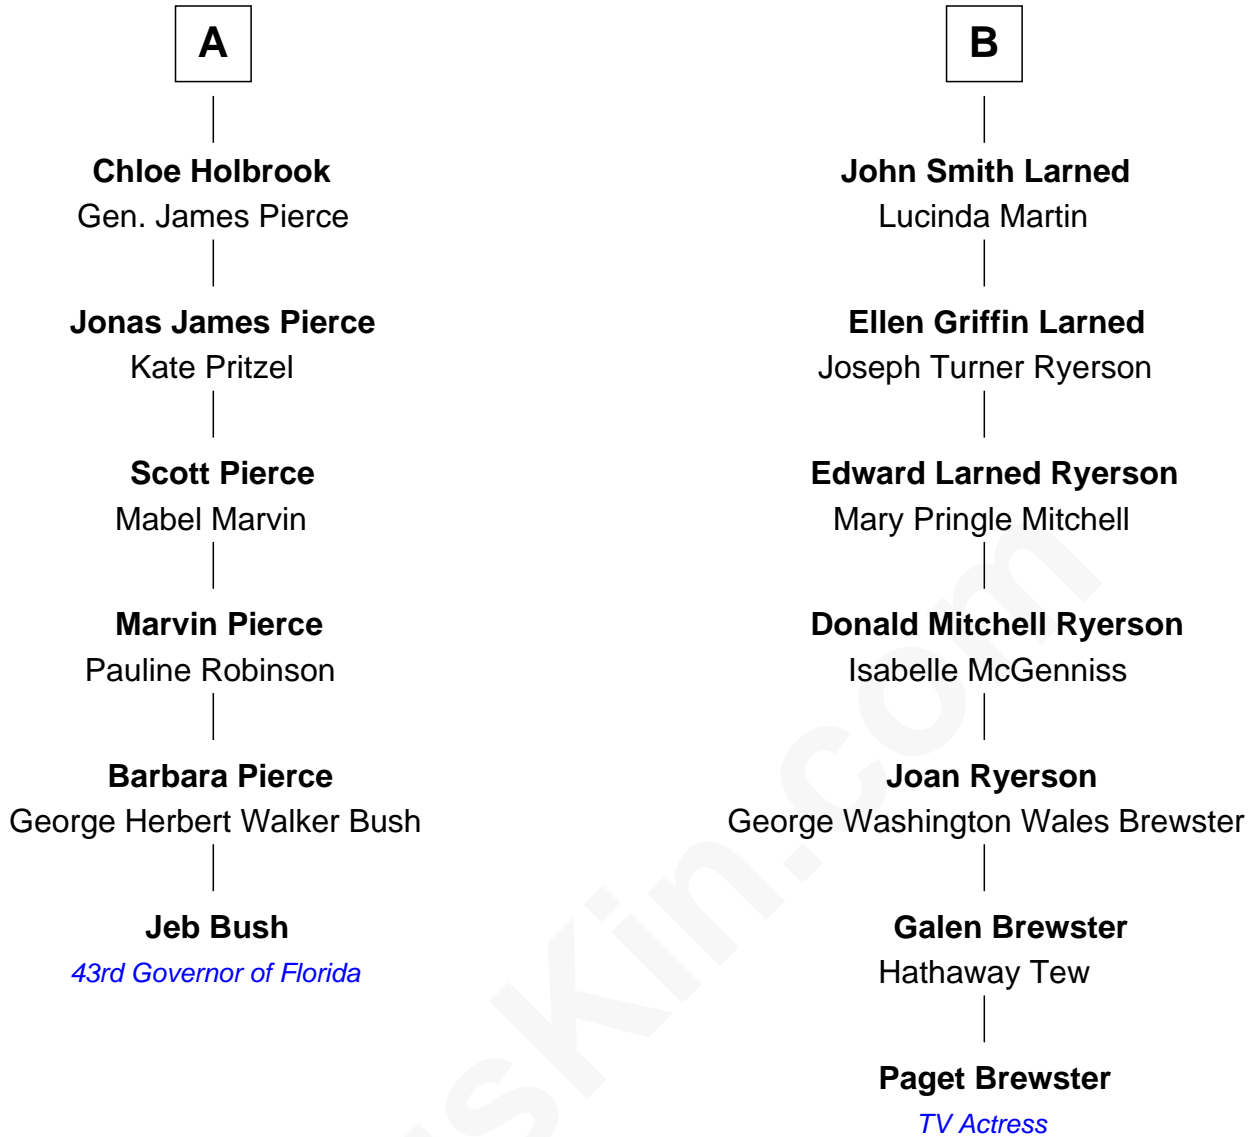 A
Chloe Holbrook
Gen. James Pierce
Jonas James Pierce
Kate Pritzel
Scott Pierce
Mabel Marvin
Marvin Pierce
Pauline Robinson
Barbara Pierce
George Herbert Walker Bush
Jeb Bush
43rd Governor of Florida
B
John Smith Larned
Lucinda Martin
Ellen Griffin Larned
Joseph Turner Ryerson
Edward Larned Ryerson
Mary Pringle Mitchell
Donald Mitchell Ryerson
Isabelle McGenniss
Joan Ryerson
George Washington Wales Brewster
Galen Brewster
Hathaway Tew
Paget Brewster
TV Actress
sKin.com